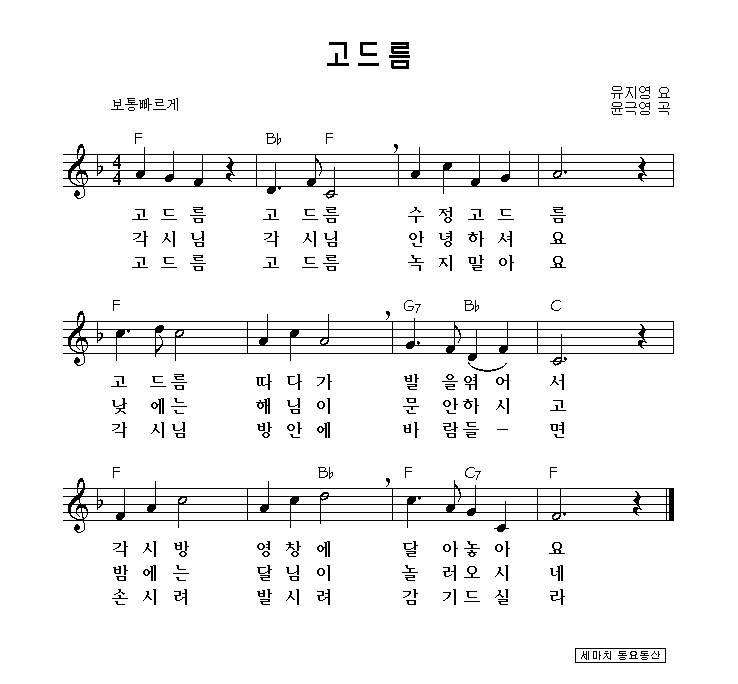 고드름
보통빠르게
유지영 요
윤극영 곡
F B♭ F
4
4
고 드 름 고 드름 수 정 고 드 름
각 시 님 각 시님 안 녕 하 셔 요
고 드 름 고 드름 녹 지 말 아 요
F G7 B♭ C
고 드름 따 다 가 발 을 엮 어 서
낮 에는 해 님 이 문 안 하 시 고
각 시님 방 안 에 바 람 들 – 면
F B♭ F C7 F
각 시 방 영 창 에 달 아 놓 아 요
밤 에 는 달 님 이 놀 러 오 시 네
손 시 려 발 시 려 감 기 드 실 라
세마치 동요동산